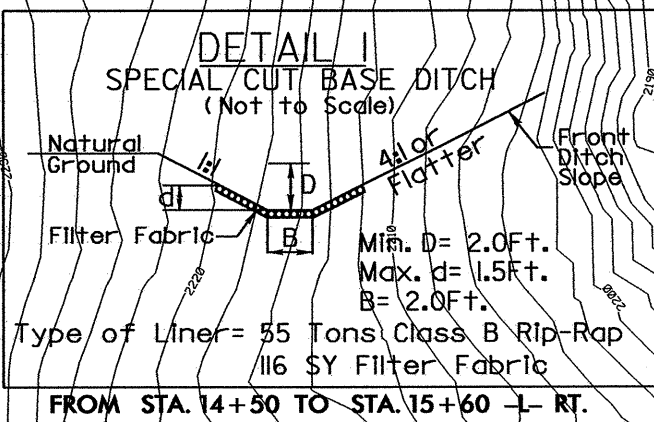 DETAIL 1
SPECIAL CUT BASE DITCH
(Not to Scale)
Natural
Ground
1:1
D
4:1 or
Flatter
Front
Ditch
Slope
d
Filter Fabric
B
Min. D= 2.0Ft.
Max. d= 1.5Ft.
B= 2.0Ft.
Type of Liner= 55 Tons Class B Rip-Rap
116 SY Filter Fabric
FROM STA. 14+50 TO STA. 15+60 -L- RT.
2190
2200
2210
2220